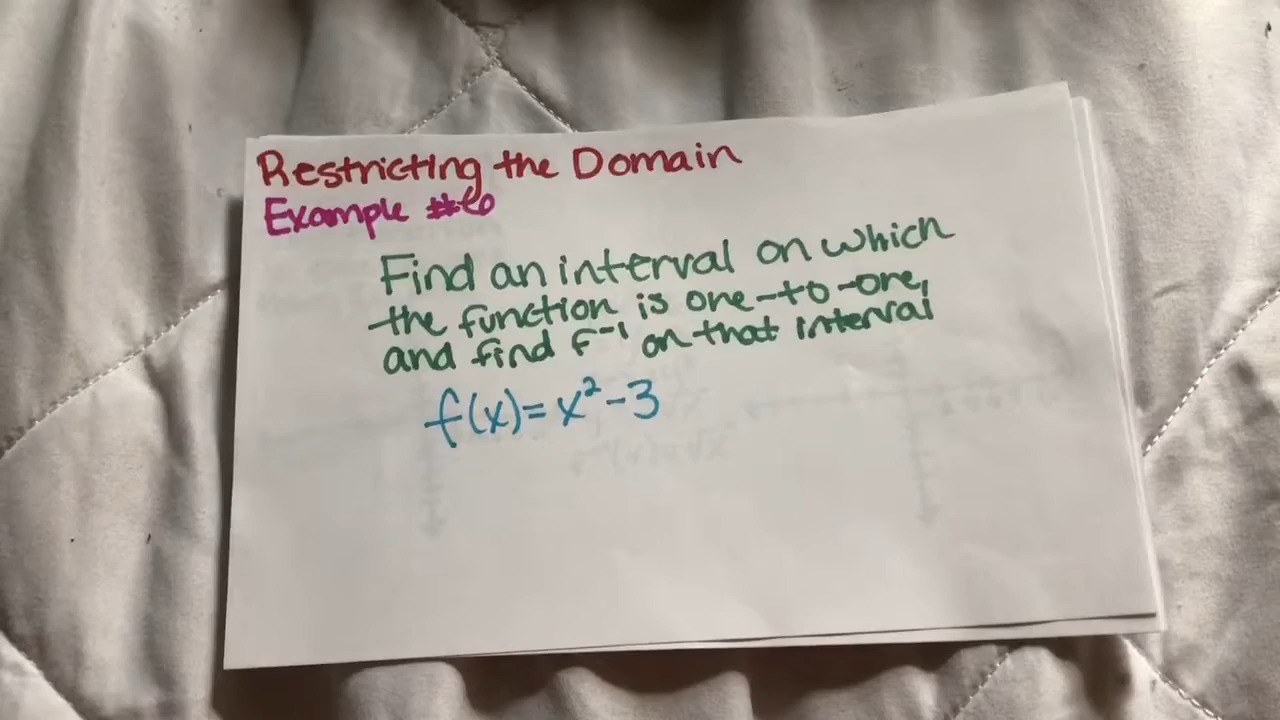 Restricting the Domain
Example #6
Find an interval on which
the function is one-to-one,
and find f⁻¹ on that interval
f(x)=x²-3